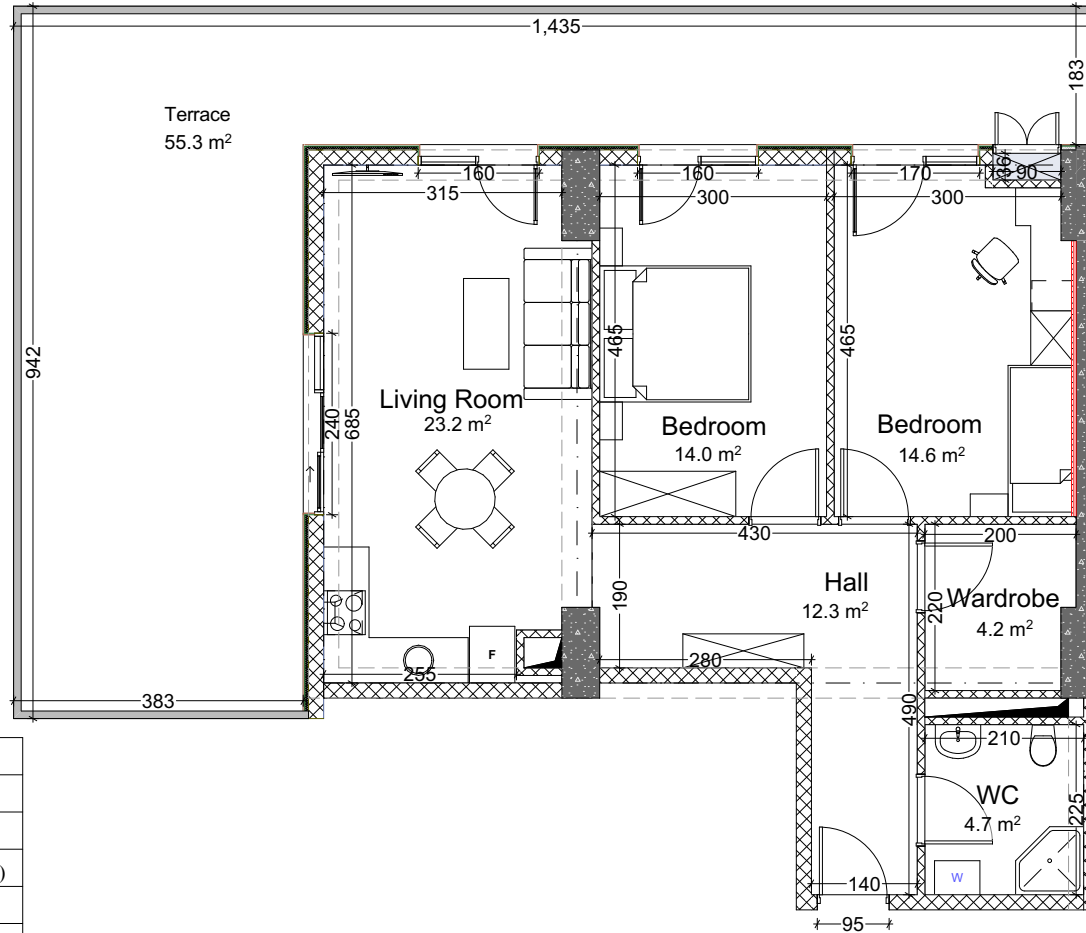 1,435
183
Terrace
55.3 m²
36
90
160
160
170
315
300
300
942
465
465
240
685
Living Room
23.2 m²
Bedroom
14.0 m²
Bedroom
14.6 m²
430
200
190
Hall
12.3 m²
220
Wardrobe
4.2 m²
F
280
255
383
490
210
WC
4.7 m²
225
W
140
95
)